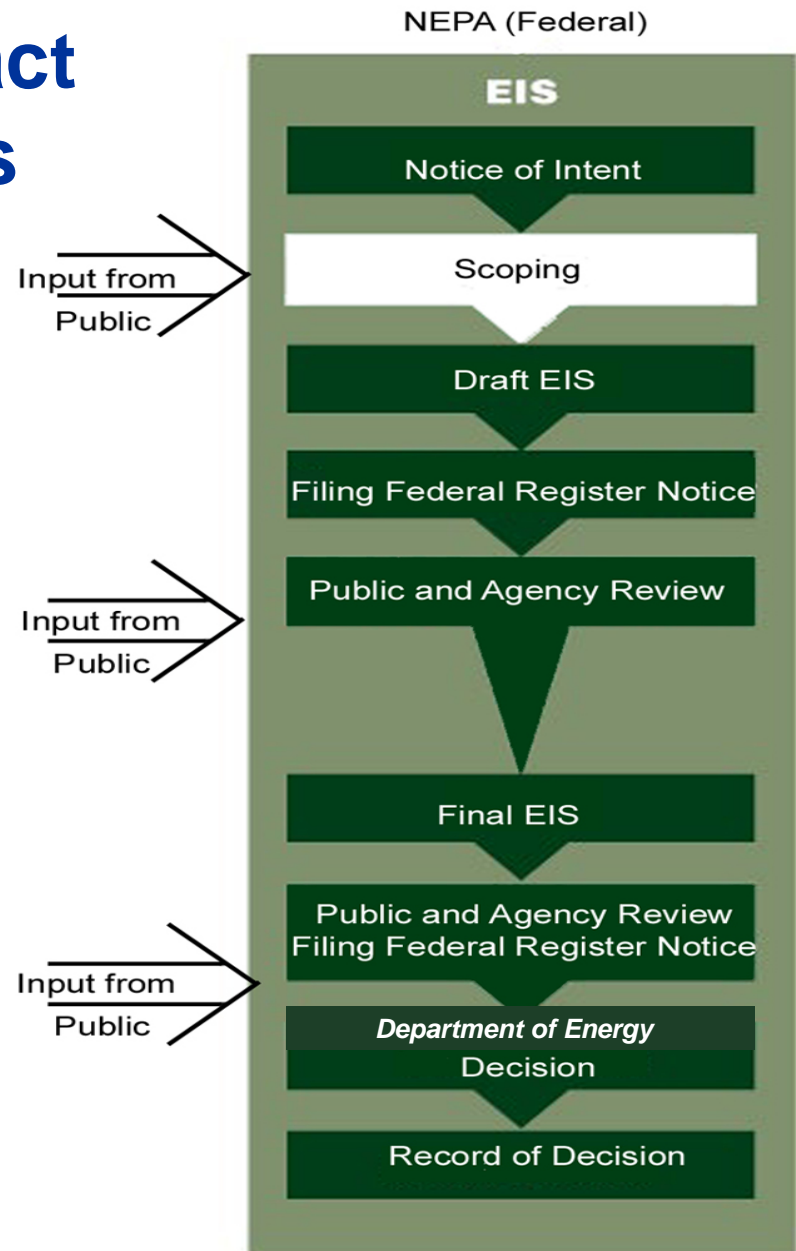 NEPA (Federal)
act
s
EIS
Notice of Intent
Input from
Public
Scoping
Draft EIS
Filing Federal Register Notice
Input from
Public
Public and Agency Review
Final EIS
Public and Agency Review
Filing Federal Register Notice
Input from
Public
Department of Energy
Decision
Record of Decision